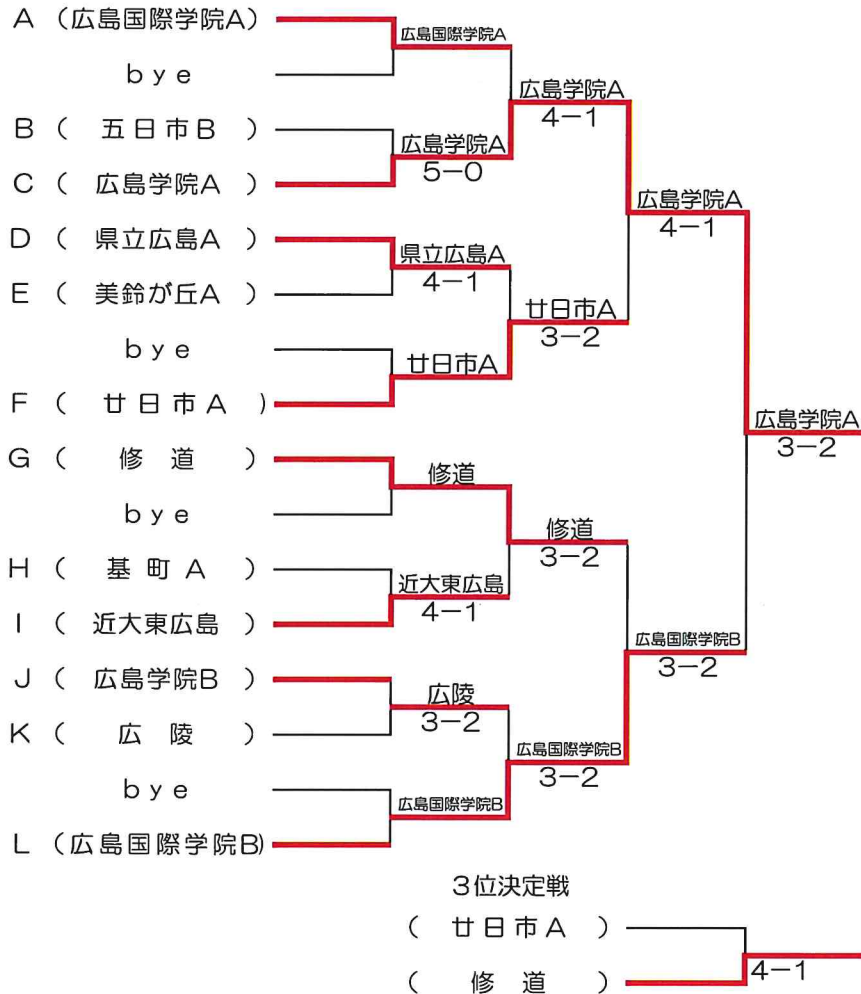 A （広島国際学院A）
広島国際学院A
bye
広島学院A
4-1
B （ 五日市B ）
広島学院A
5-0
C （ 広島学院A ）
広島学院A
4-1
D （ 県立広島A ）
県立広島A
4-1
E （ 美鈴が丘A ）
廿日市A
3-2
bye
廿日市A
F （ 廿日市A ）
広島学院A
3-2
G （ 修道 ）
修道
bye
修道
3-2
H （ 基町A ）
近大東広島
4-1
I （ 近大東広島 ）
広島国際学院B
3-2
J （ 広島学院B ）
広陵
3-2
K （ 広陵 ）
広島国際学院B
3-2
bye
広島国際学院B
L （広島国際学院B）
3位決定戦
（ 廿日市A ）
（ 修道 ）
4-1